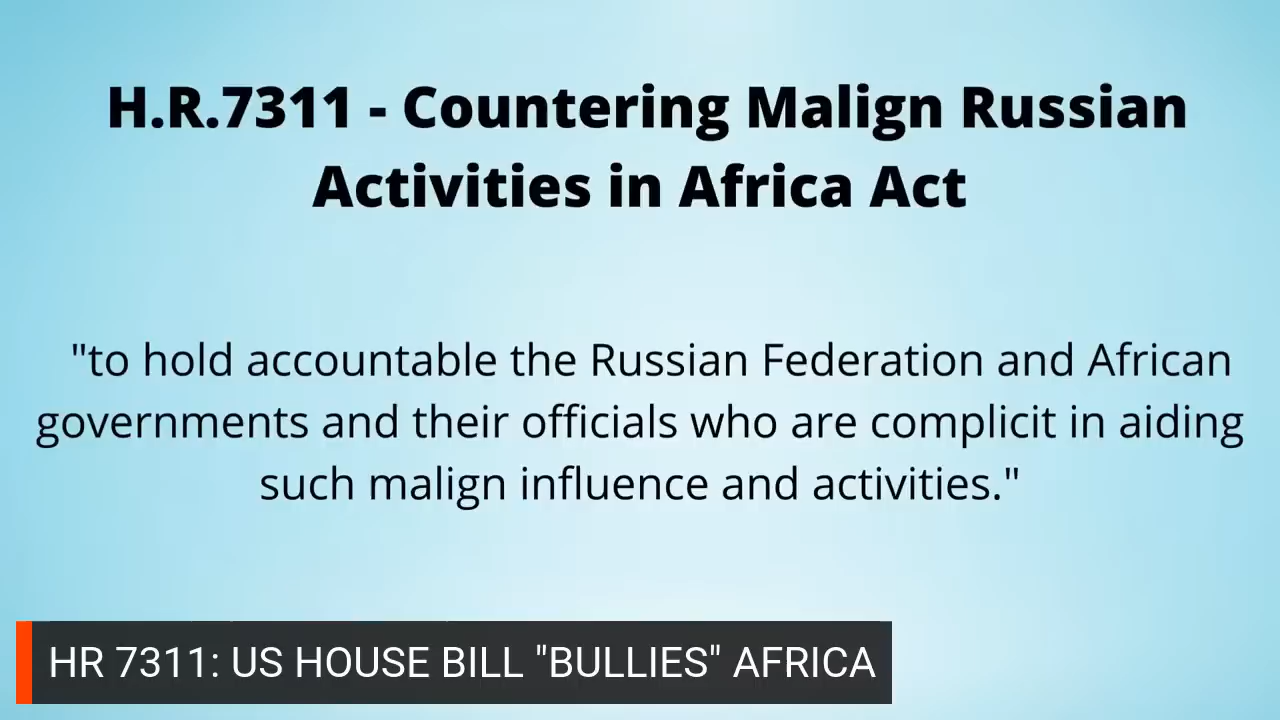 H.R.7311 - Countering Malign Russian
Activities in Africa Act
"to hold accountable the Russian Federation and African
governments and their officials who are complicit in aiding
such malign influence and activities."
HR 7311: US HOUSE BILL "BULLIES" AFRICA